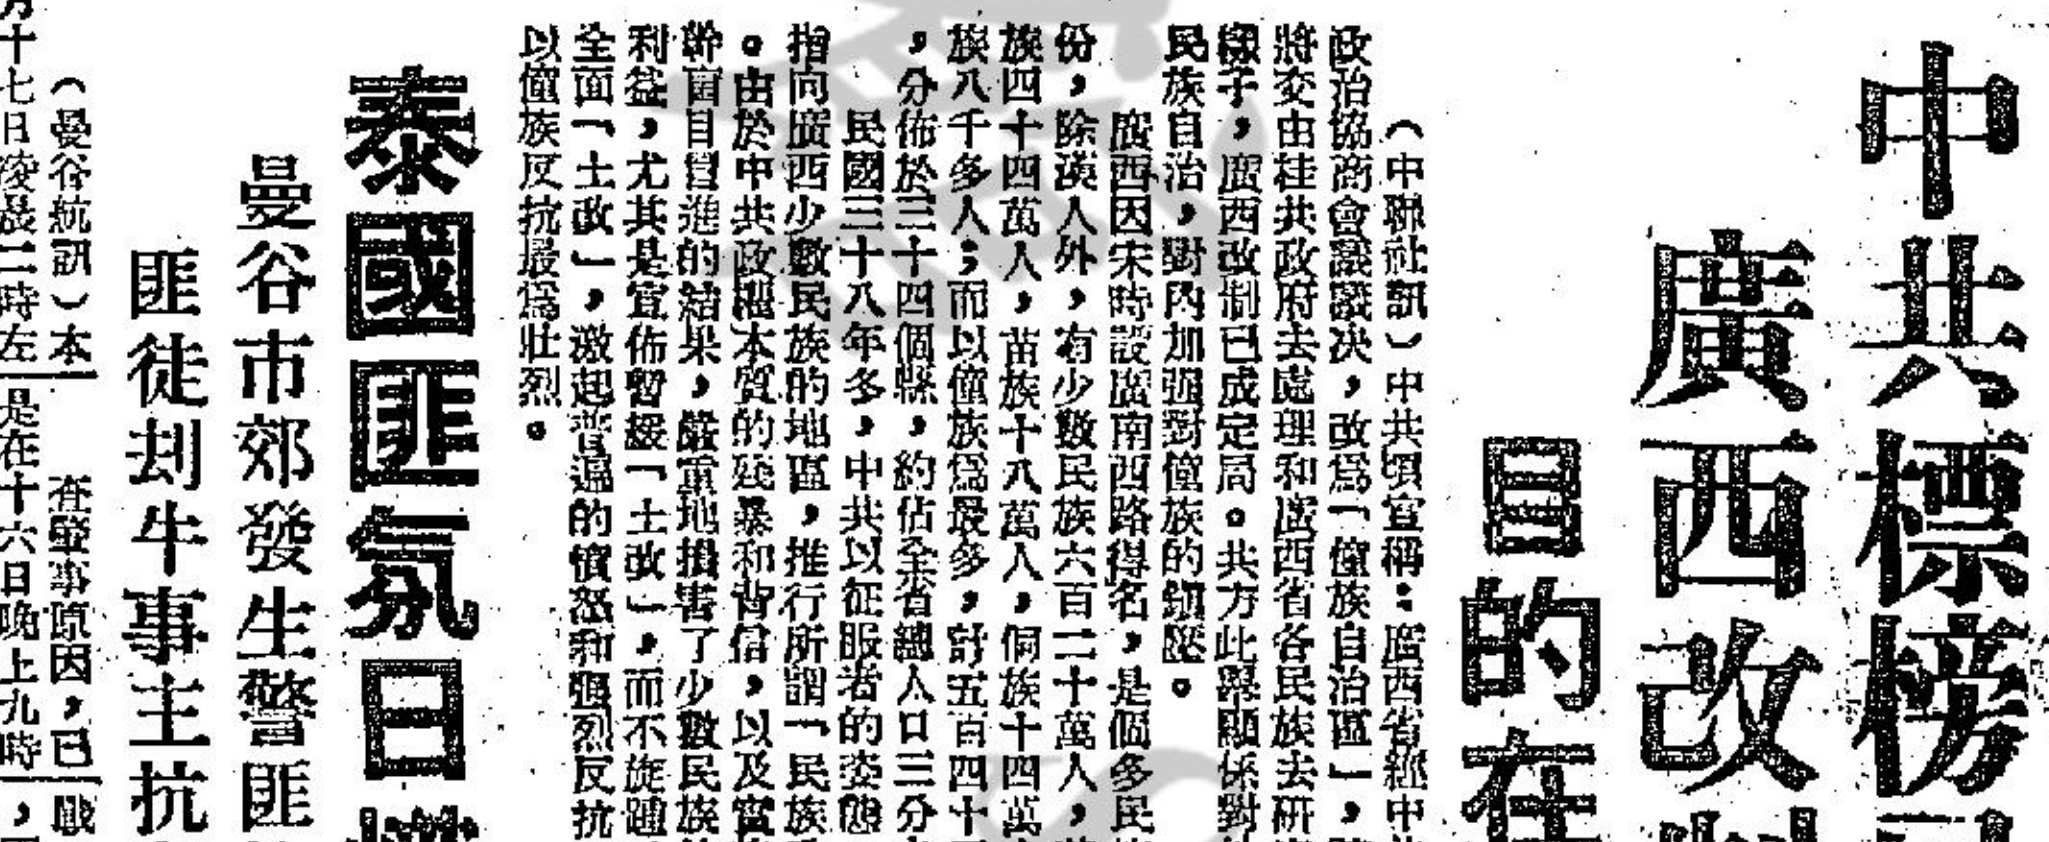 中共標榜
廣西改
目的在
（中聯社訊）中共頃宣稱：廣西省經中
政治協商會議議决，改爲「僮族自治區」，
將交由桂共政府去處理和廣西省各民族去研
樣子，廣西改制已成定局。共方此舉顯係對
民族自治，對內加强對僮族的鎭壓。
廣西因宋時設廣南西路得名，是個多民
份，除漢人外，有少數民族六百二十萬人，
族四十四萬人，苗族十八萬人，侗族十四萬
族八千多人；而以僮族爲最多，計五百四十
，分佈於三十四個縣，約佔全省總人口三分
民國三十八年多，中共以征服者的姿態
指向廣西少數民族的地區，推行所謂「民族
。由於中共政權本質的殘暴和背信，以及實
幹盲目冒進的結果，嚴重地損害了少數民族
利益，尤其是宣佈暫緩「土改」，而不旋踵
全面「土改」，激起普遍的憤怒和强烈反抗
以僮族反抗最爲壯烈。
泰國匪氛日
曼谷市郊發生警匪
匪徒刦牛事主抗
（曼谷航訊）本
月十七日凌晨二時左
查肇事原因，已
是在十六日晚上九時